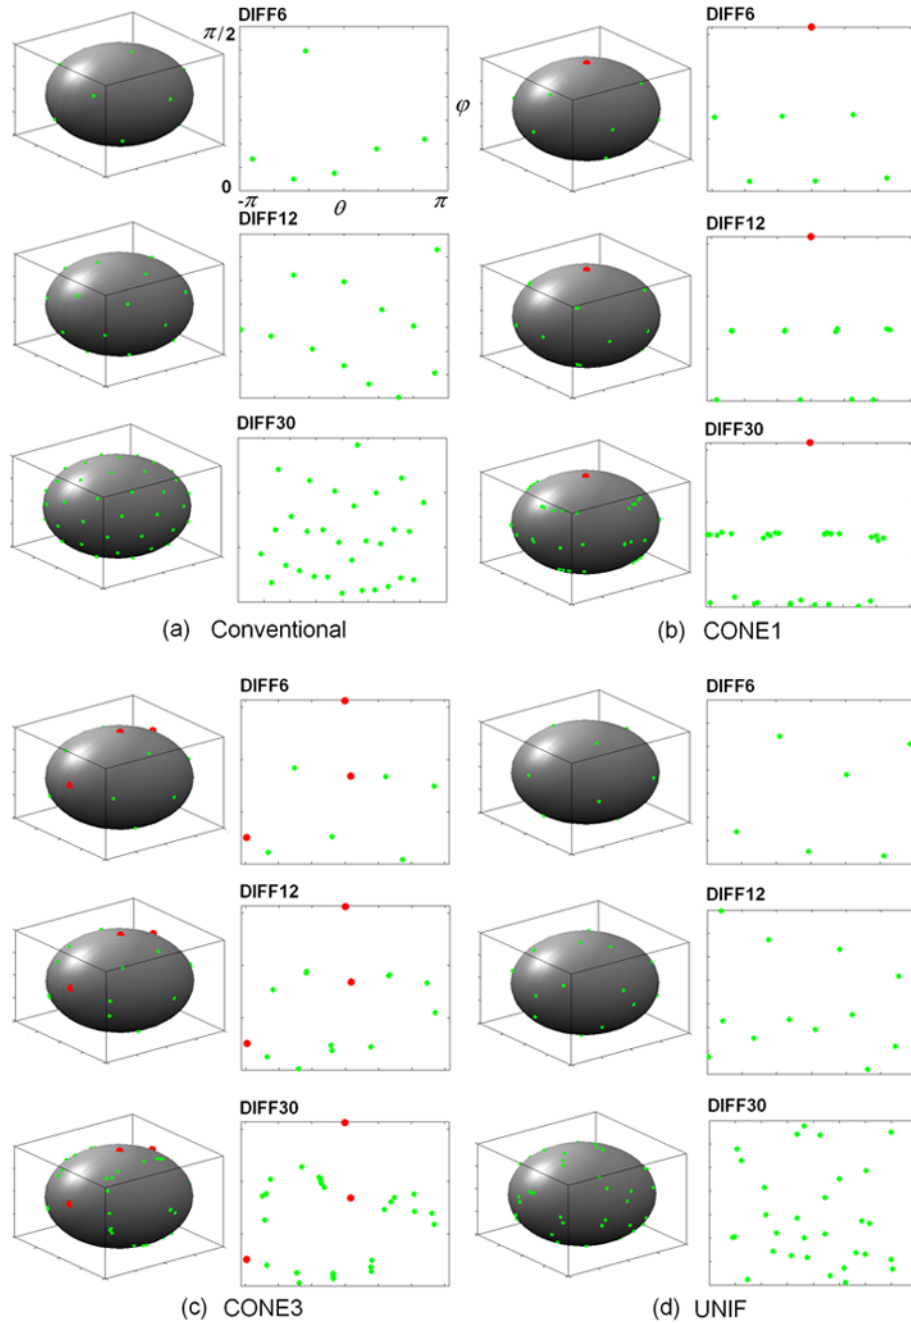 DIFF6
π/2
0
-π
θ
π
DIFF12
DIFF30
(a) Conventional
DIFF6
φ
DIFF12
DIFF30
(b) CONE1
DIFF6
DIFF12
DIFF30
(c) CONE3
DIFF6
DIFF12
DIFF30
(d) UNIF